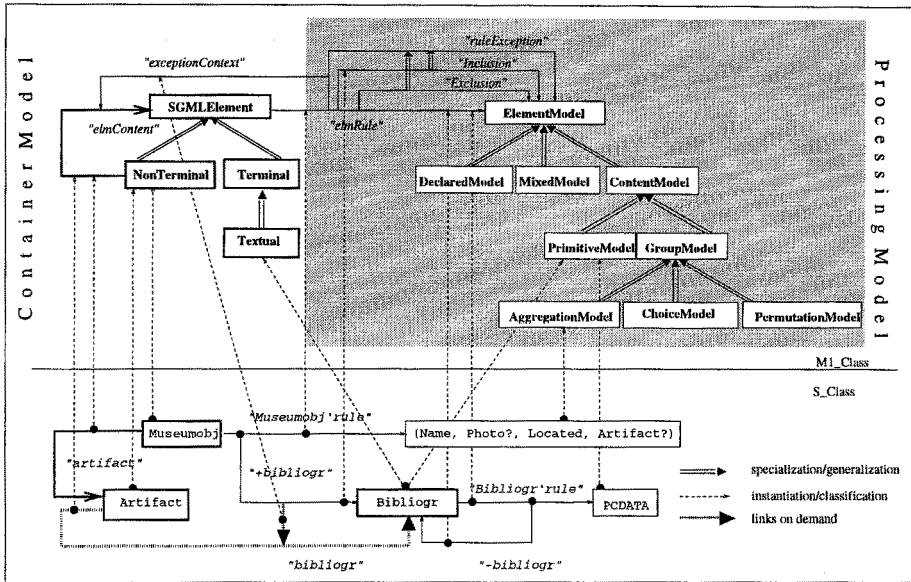 Container Model
Processing Model
"ruleException"
"exceptionContext"
"Inclusion"
"Exclusion"
SGMLElement
"elmContent"
"elmRule"
ElementModel
NonTerminal
Terminal
DeclaredModel
MixedModel
ContentModel
Textual
PrimitiveModel
GroupModel
AggregationModel
ChoiceModel
PermutationModel
M1_Class
S_Class
"Museumobj'rule"
Museumobj
(Name, Photo?, Located, Artifact?)
"artifact"
"+bibliogr"
specialization/generalization
Artifact
Bibliogr
"Bibliogr'rule"
PCDATA
instantiation/classification
links on demand
"bibliogr"
"-bibliogr"